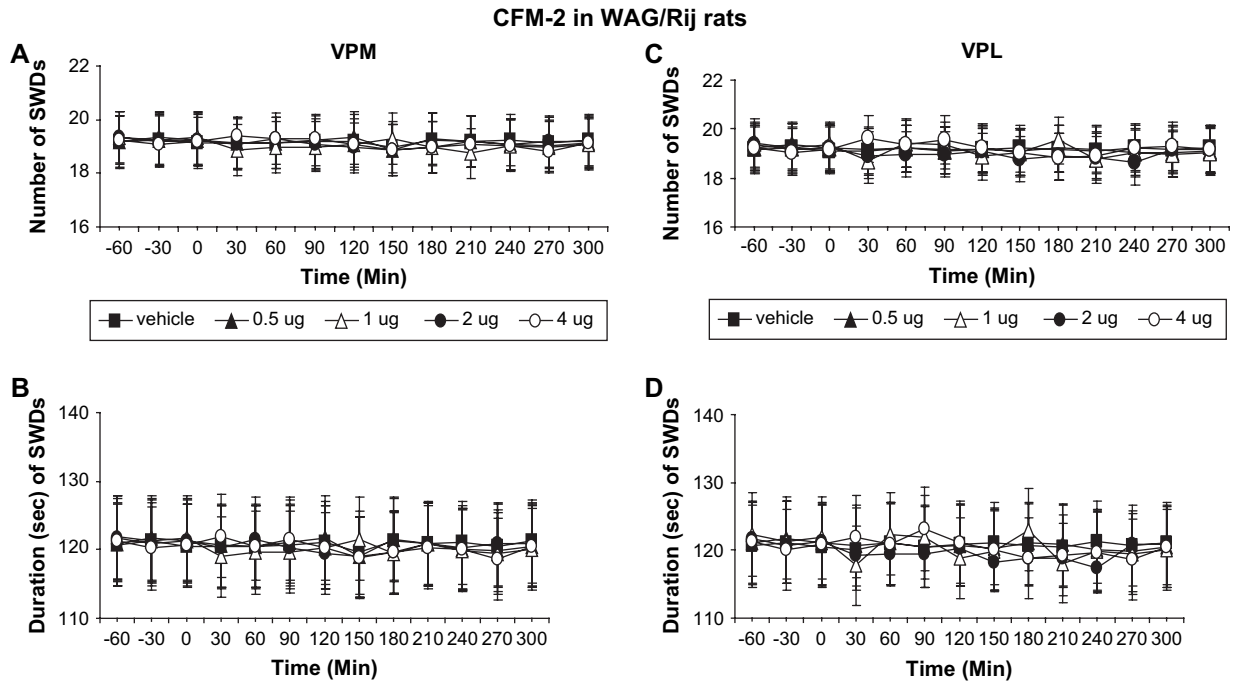 CFM-2 in WAG/Rij rats
A
VPM
Number of SWDs
22
20
18
16
-60 -30 0 30 60 90 120 150 180 210 240 270 300
Time (Min)
vehicle 0.5 ug 1 ug 2 ug 4 ug
C
VPL
Number of SWDs
22
20
18
16
-60 -30 0 30 60 90 120 150 180 210 240 270 300
Time (Min)
vehicle 0.5 ug 1 ug 2 ug 4 ug
B
Duration (sec) of SWDs
140
130
120
110
-60 -30 0 30 60 90 120 150 180 210 240 270 300
Time (Min)
D
Duration (sec) of SWDs
140
130
120
110
-60 -30 0 30 60 90 120 150 180 210 240 270 300
Time (Min)